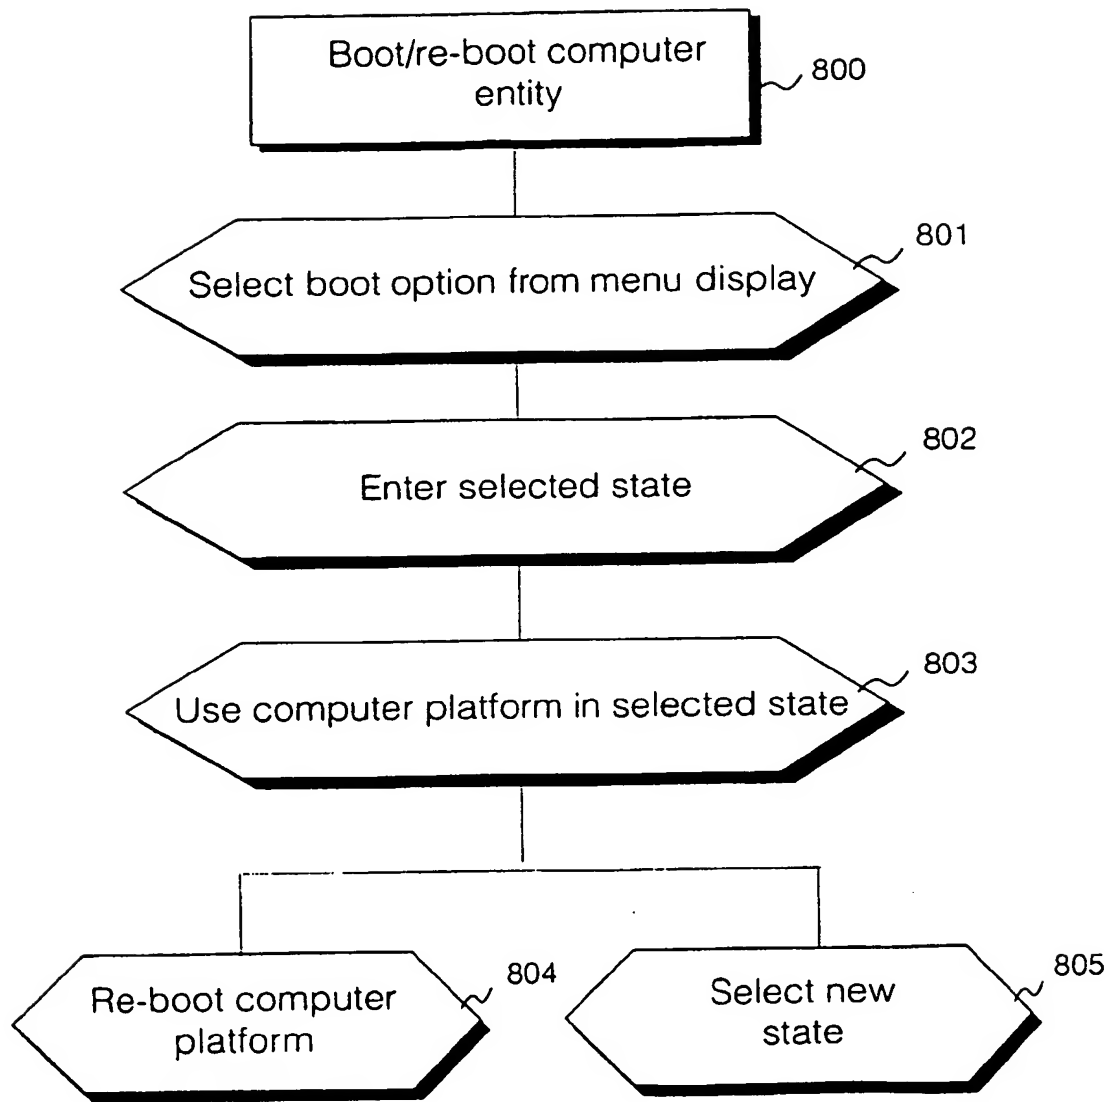 Boot/re-boot computer
entity
800
801
Select boot option from menu display
802
Enter selected state
803
Use computer platform in selected state
804
Re-boot computer
platform
805
Select new
state